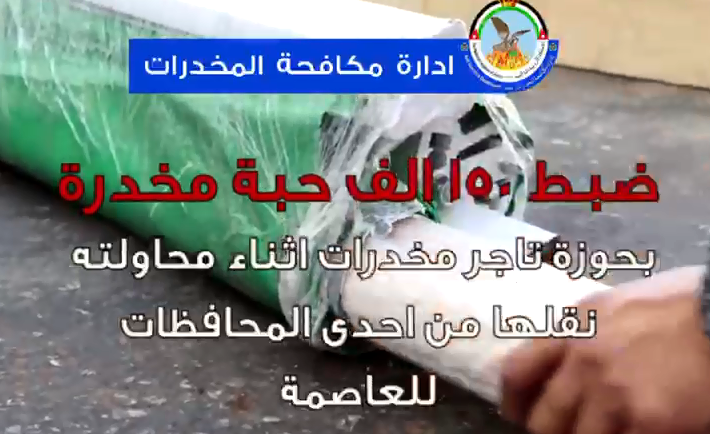 ادارة مكافحة المخدرات
ضبط ١٥٠ الف حبة مخدرة
بحوزة تاجر مخدرات اثناء محاولته
نقلها من احدى المحافظات
للعاصمة